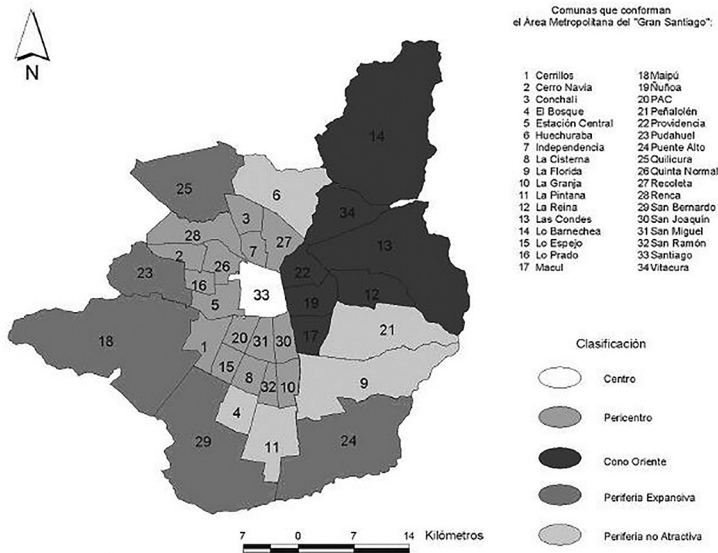 Comunas que conforman
el Área Metropolitana del "Gran Santiago":
N
1 Cerrillos
2 Cerro Navia
3 Conchalí
4 El Bosque
5 Estación Central
6 Huechuraba
7 Independencia
8 La Cisterna
9 La Florida
10 La Granja
11 La Pintana
12 La Reina
13 Las Condes
14 Lo Barnechea
15 Lo Espejo
16 Lo Prado
17 Macul
18 Maipú
19 Ñuñoa
20 PAC
21 Peñalolén
22 Providencia
23 Pudahuel
24 Puente Alto
25 Quilicura
26 Quinta Normal
27 Recoleta
28 Renca
29 San Bernardo
30 San Joaquín
31 San Miguel
32 San Ramón
33 Santiago
34 Vitacura
14
25
6
34
3
28
27
13
7
2
26
23
22
16
12
33
19
5
18
21
17
1
20
31
30
15
8
9
32
10
4
29
11
24
Clasificación
Centro
Pericentro
Cono Oriente
Periferia Expansiva
Periferia no Atractiva
7 0 7 14 Kilómetros